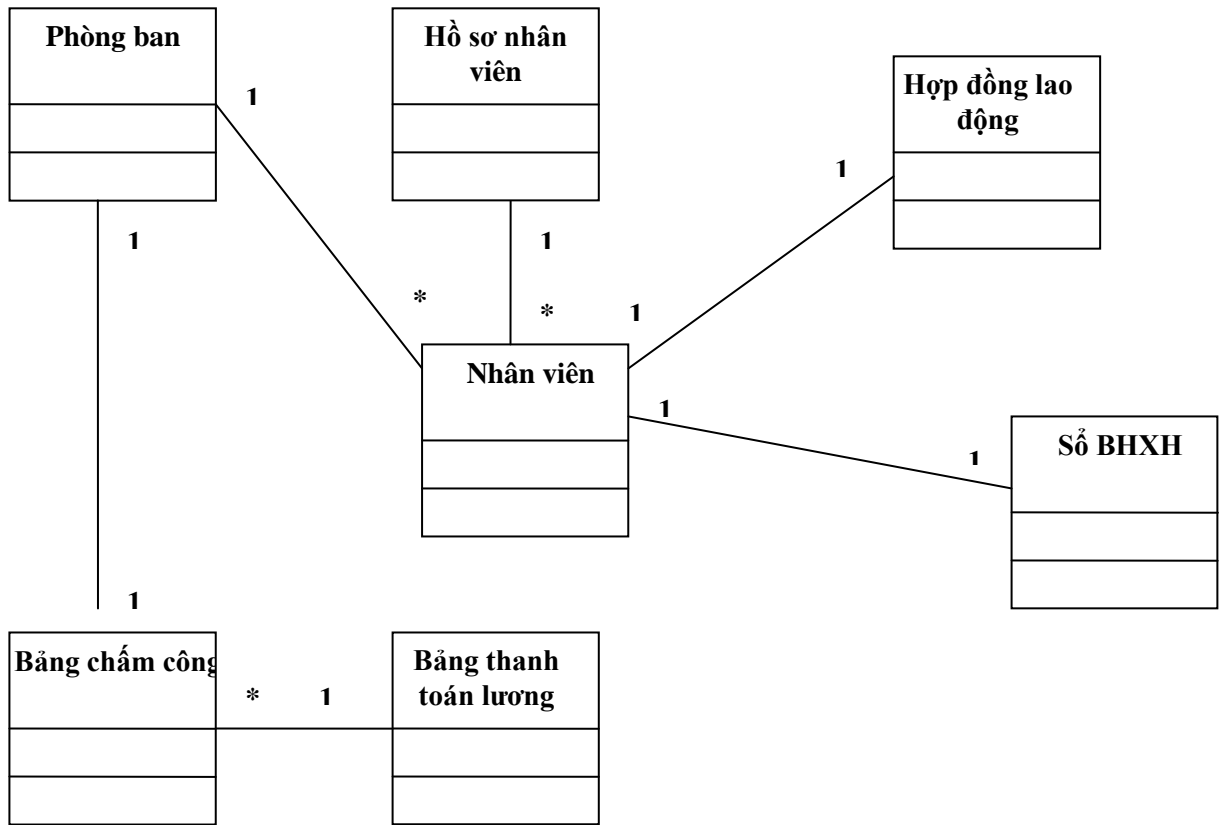 Phòng ban
Hồ sơ nhân
viên
Hợp đồng lao
động
1
1
1
1
*
*
1
Nhân viên
1
1
Sổ BHXH
1
Bảng chấm công
Bảng thanh
toán lương
*
1